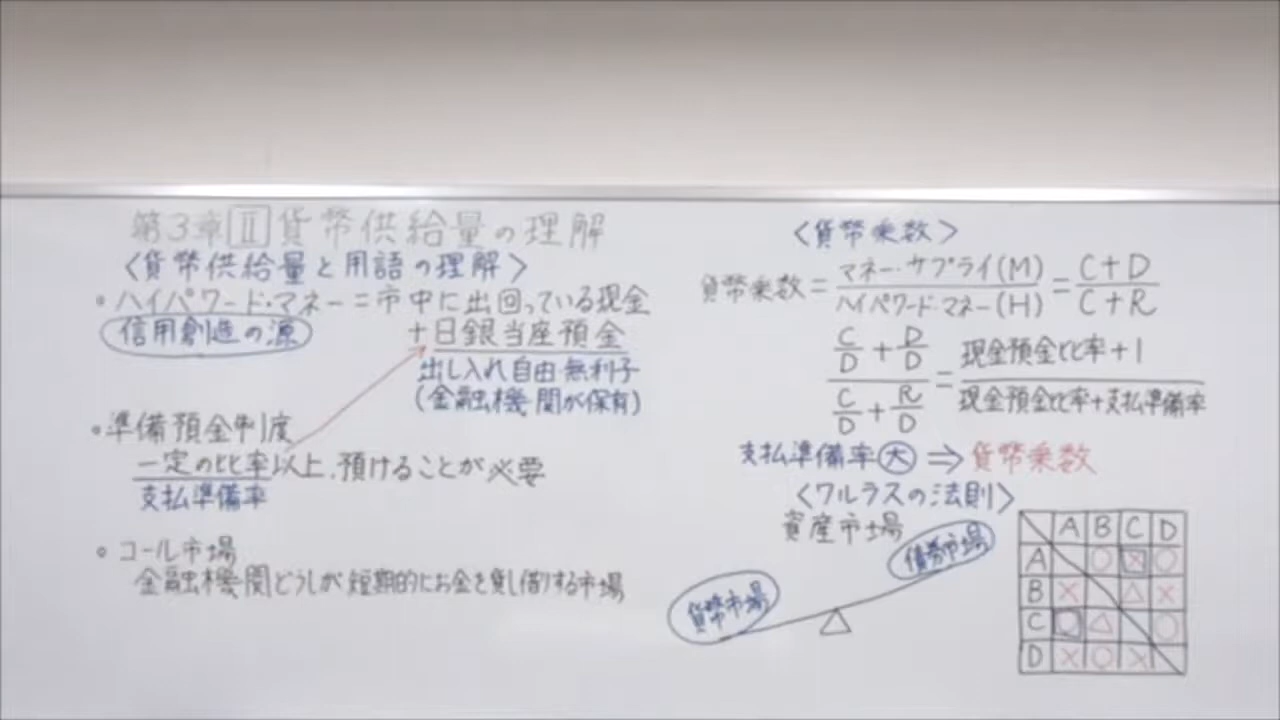 第3章 II 貨幣供給量の理解
〈貨幣供給量と用語の理解〉
・ハイパワード・マネー=市中に出回っている現金
信用創造の源
+日銀当座預金
出し入れ自由・無利子
(金融機関が保有)
・準備預金制度
一定の比率以上、預けることが必要
支払準備率
・コール市場
金融機関どうしが短期的にお金を貸し借りする市場
〈貨幣乗数〉
貨幣乗数=マネー・サプライ(M)/ハイパワード・マネー(H)=C+D/C+R
C/D+D/D
C/D+R/D
=現金預金比率+1/現金預金比率+支払準備率
支払準備率大⇒貨幣乗数
〈ワルラスの法則〉
資産市場
債券市場
貨幣市場
△
A B C D
A ○ × ○
B × △ ×
C ○ △ ○
D × ○ ×